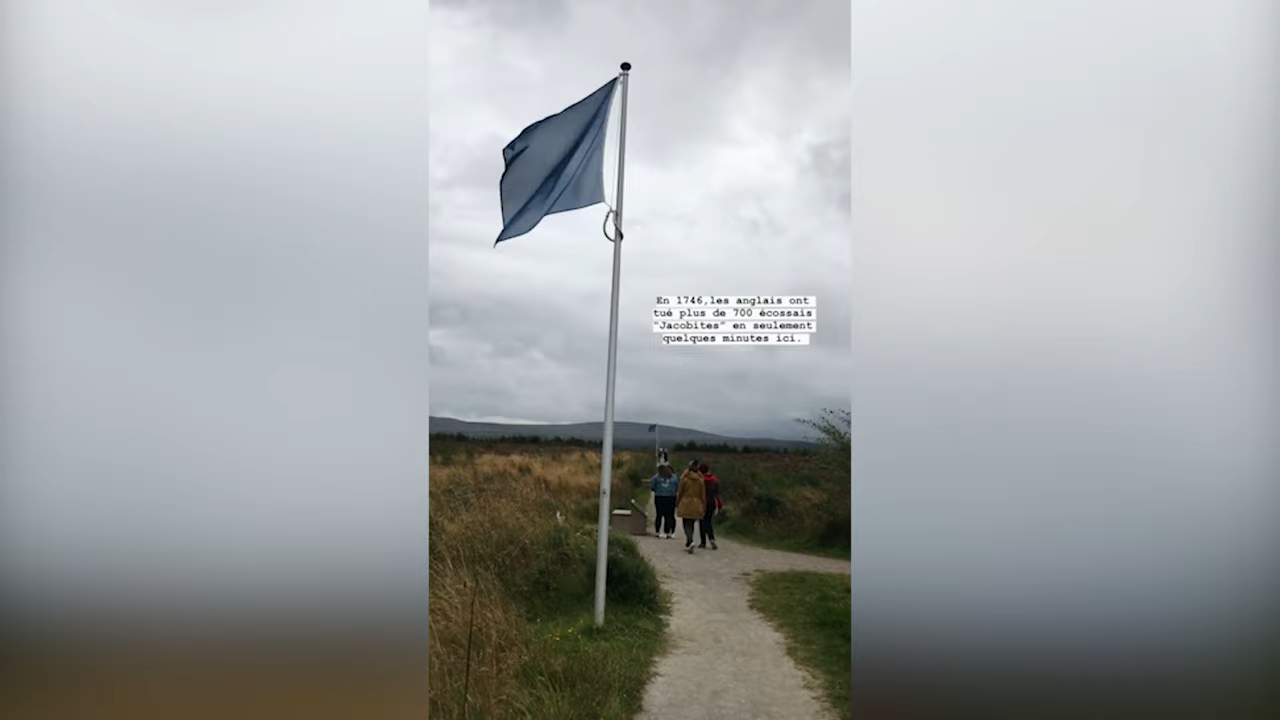 En 1746,les anglais ont
tué plus de 700 écossais
"Jacobites" en seulement
quelques minutes ici.